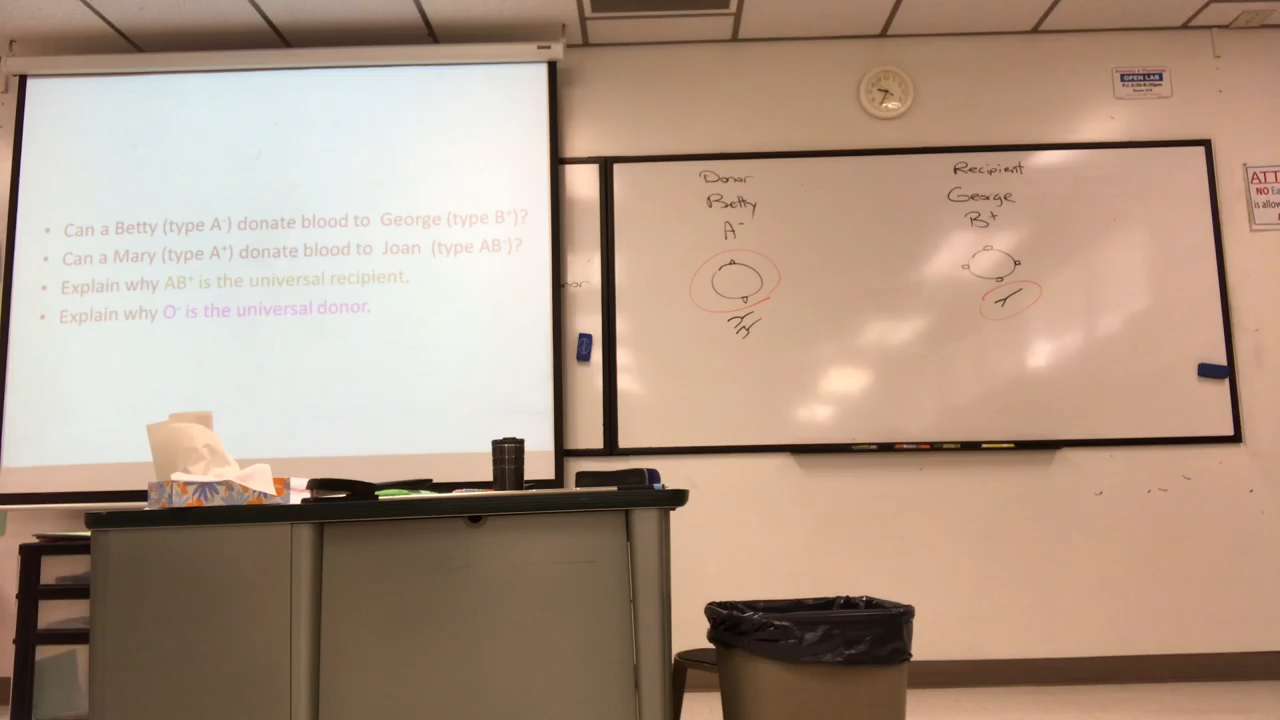 • Can a Betty (type A⁻) donate blood to George (type B⁺)?
• Can a Mary (type A⁺) donate blood to Joan (type AB⁻)?
• Explain why AB⁺ is the universal recipient.
• Explain why O⁻ is the universal donor.
nor
Donor
Betty
A⁻
Recipient
George
B⁺
OPEN LAB
ATT
NO Ea
is allow